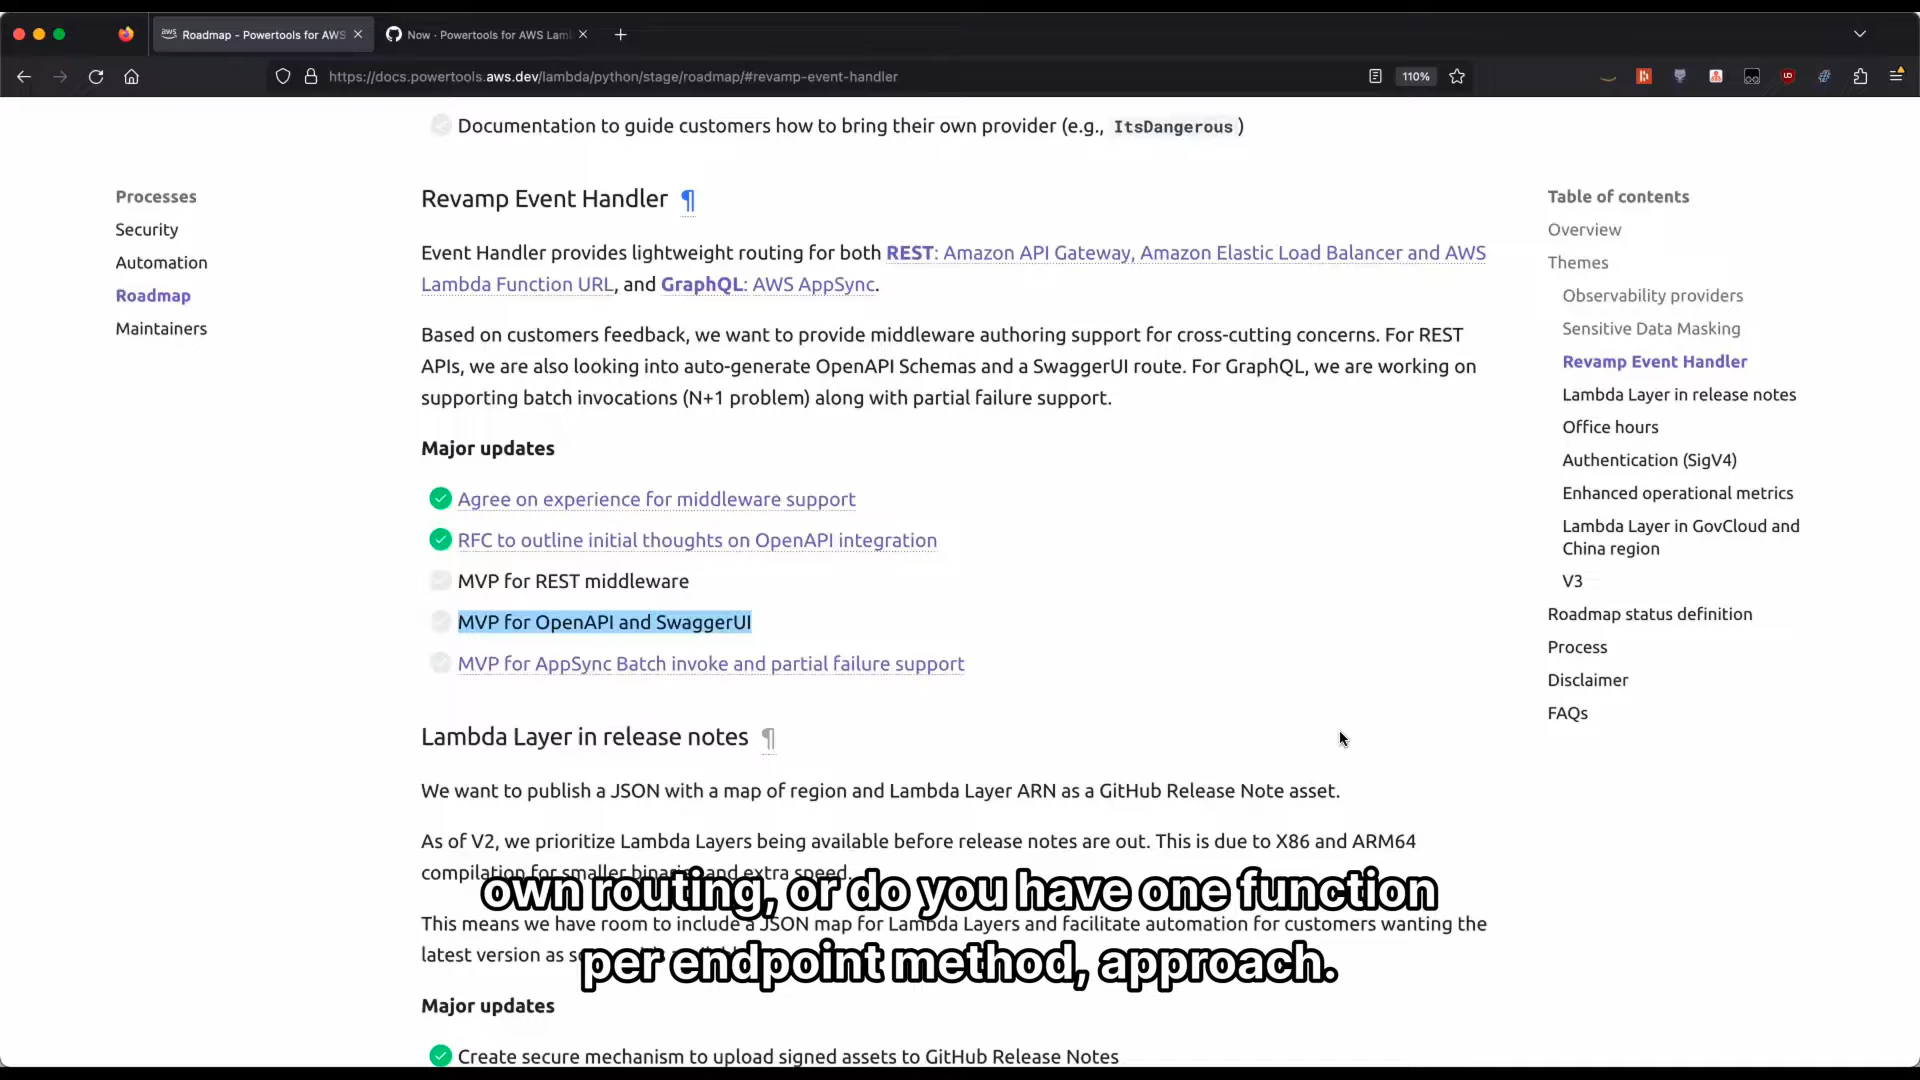 aws Roadmap - Powertools for AWS
Now · Powertools for AWS Lam
https://docs.powertools.aws.dev/lambda/python/stage/roadmap/#revamp-event-handler
110%
Documentation to guide customers how to bring their own provider (e.g., ItsDangerous)
Processes
Security
Automation
Roadmap
Maintainers
Revamp Event Handler ¶
Event Handler provides lightweight routing for both REST: Amazon API Gateway, Amazon Elastic Load Balancer and AWS
Lambda Function URL, and GraphQL: AWS AppSync.
Based on customers feedback, we want to provide middleware authoring support for cross-cutting concerns. For REST
APIs, we are also looking into auto-generate OpenAPI Schemas and a SwaggerUI route. For GraphQL, we are working on
supporting batch invocations (N+1 problem) along with partial failure support.
Major updates
Agree on experience for middleware support
RFC to outline initial thoughts on OpenAPI integration
MVP for REST middleware
MVP for OpenAPI and SwaggerUI
MVP for AppSync Batch invoke and partial failure support
Lambda Layer in release notes ¶
We want to publish a JSON with a map of region and Lambda Layer ARN as a GitHub Release Note asset.
As of V2, we prioritize Lambda Layers being available before release notes are out. This is due to X86 and ARM64
compilation for smaller binaries and extra speed.
This means we have room to include a JSON map for Lambda Layers and facilitate automation for customers wanting the
latest version as
Major updates
Create secure mechanism to upload signed assets to GitHub Release Notes
Table of contents
Overview
Themes
Observability providers
Sensitive Data Masking
Revamp Event Handler
Lambda Layer in release notes
Office hours
Authentication (SigV4)
Enhanced operational metrics
Lambda Layer in GovCloud and
China region
V3
Roadmap status definition
Process
Disclaimer
FAQs
own routing, or do you have one function
per endpoint method, approach.